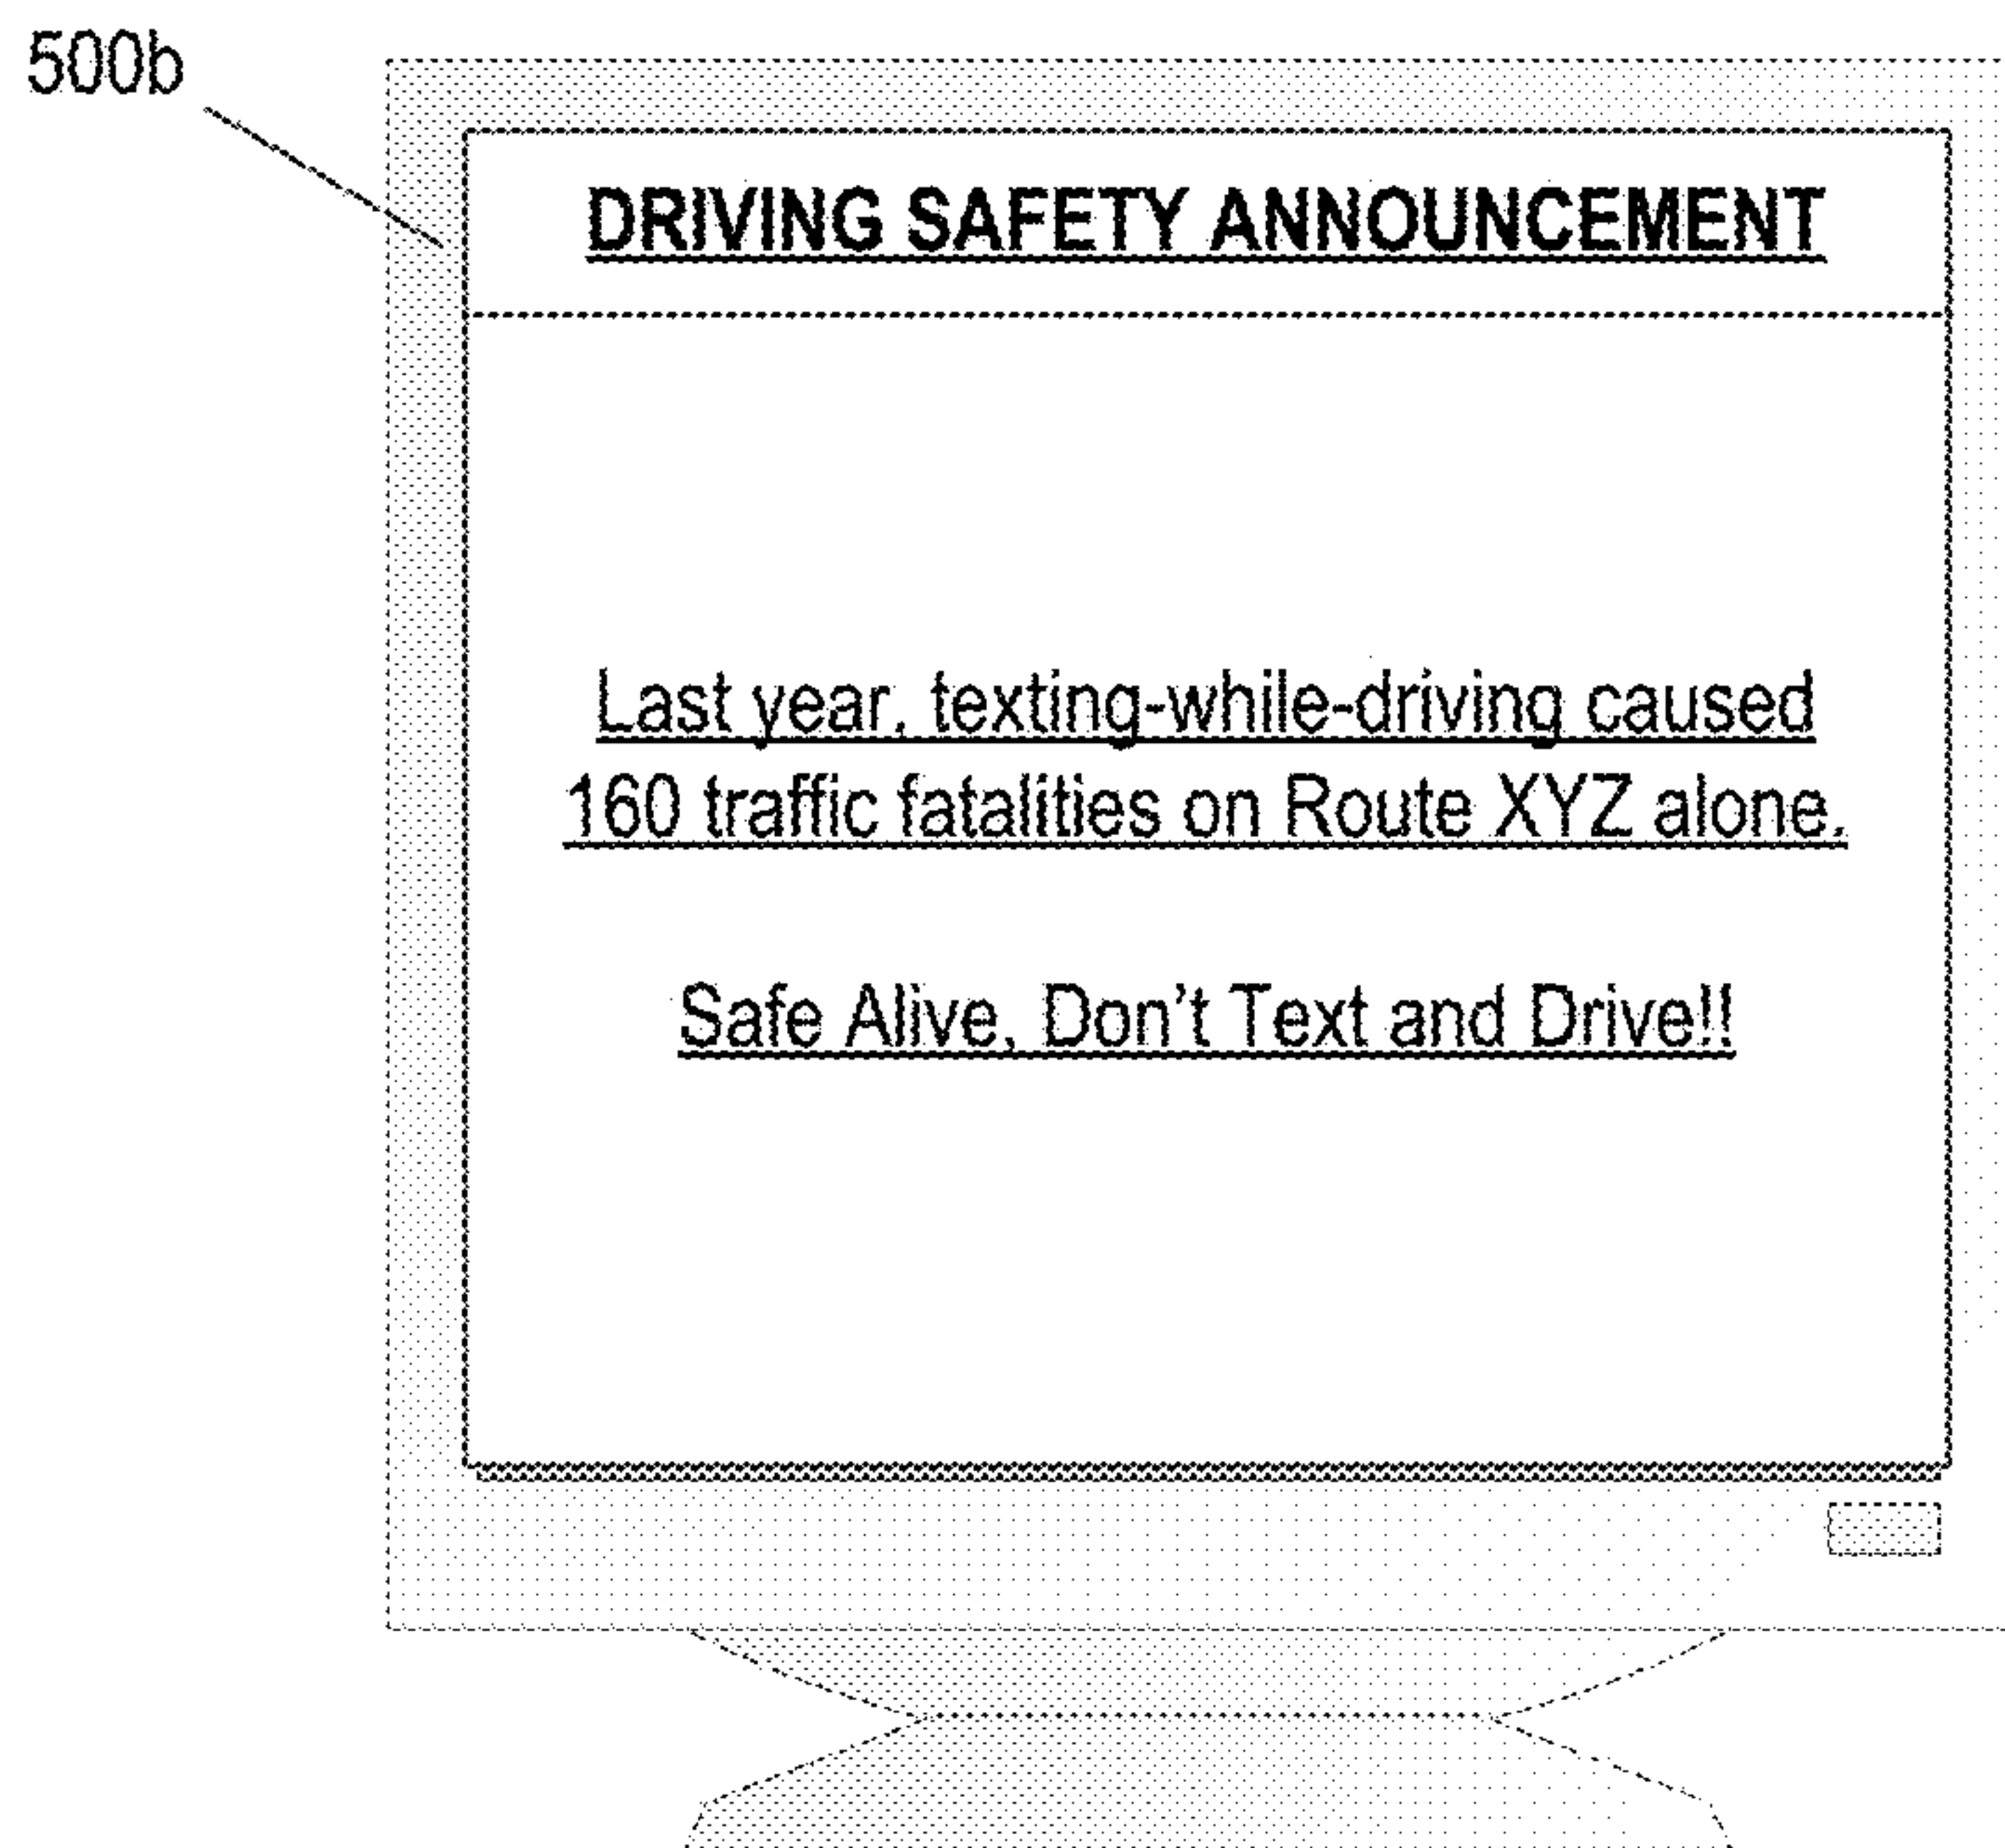 500b
DRIVING SAFETY ANNOUNCEMENT
Last year, texting-while-driving caused
160 traffic fatalities on Route XYZ alone.
Safe Alive, Don't Text and Drive!!